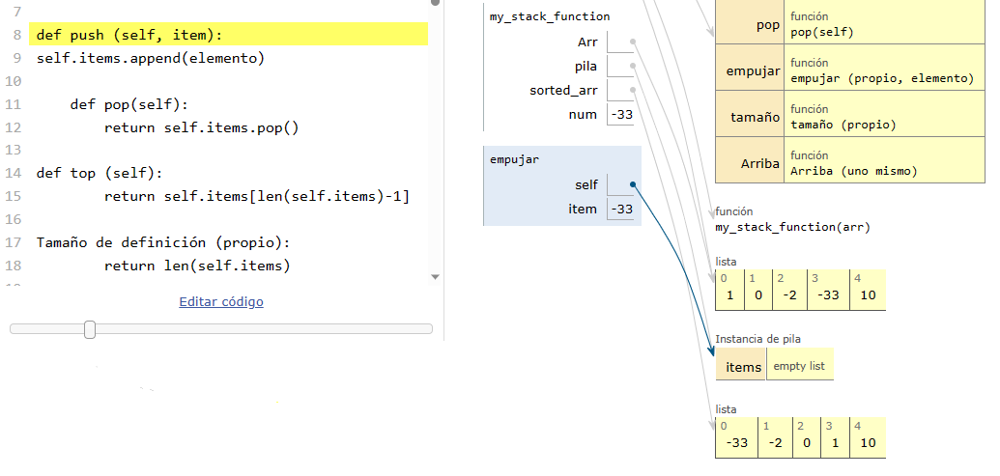 7
8 def push (self, item):
9 self.items.append(elemento)
10
11 def pop(self):
12 return self.items.pop()
13
14 def top (self):
15 return self.items[len(self.items)-1]
16
17 Tamaño de definición (propio):
18 return len(self.items)
Editar código
my_stack_function
Arr
pila
sorted_arr
num -33
empujar
self
item -33
pop función
pop(self)
empujar función
empujar (propio, elemento)
tamaño función
tamaño (propio)
Arriba función
Arriba (uno mismo)
función
my_stack_function(arr)
lista
0 1 2 3 4
1 0 -2 -33 10
Instancia de pila
items empty list
lista
0 1 2 3 4
-33 -2 0 1 10